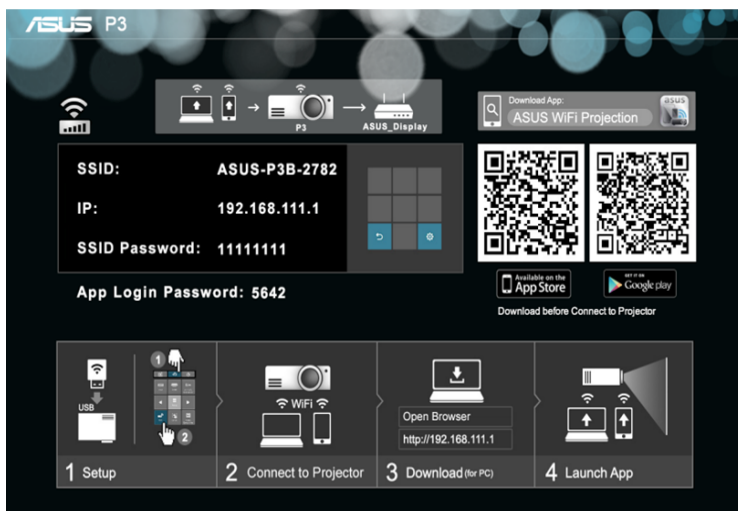 ASUS P3
P3
ASUS_Display
Download App:
ASUS WiFi Projection
asus
SSID: ASUS-P3B-2782
IP: 192.168.111.1
SSID Password: 11111111
App Login Password: 5642
Available on the
App Store
GET IT ON
Google play
Download before Connect to Projector
USB
1
2
1 Setup
WiFi
2 Connect to Projector
Open Browser
http://192.168.111.1
3 Download (for PC)
4 Launch App